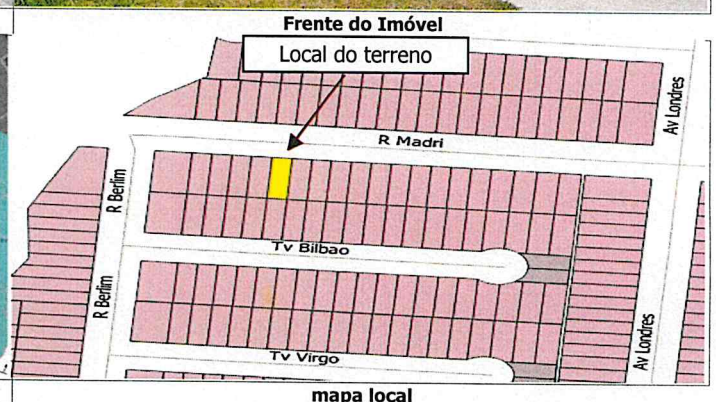 Frente do Imóvel
Local do terreno
Av Londres
R Madri
R Berlim
Tv Bilbao
R Berlim
Av Londres
Tv Virgo
mapa local